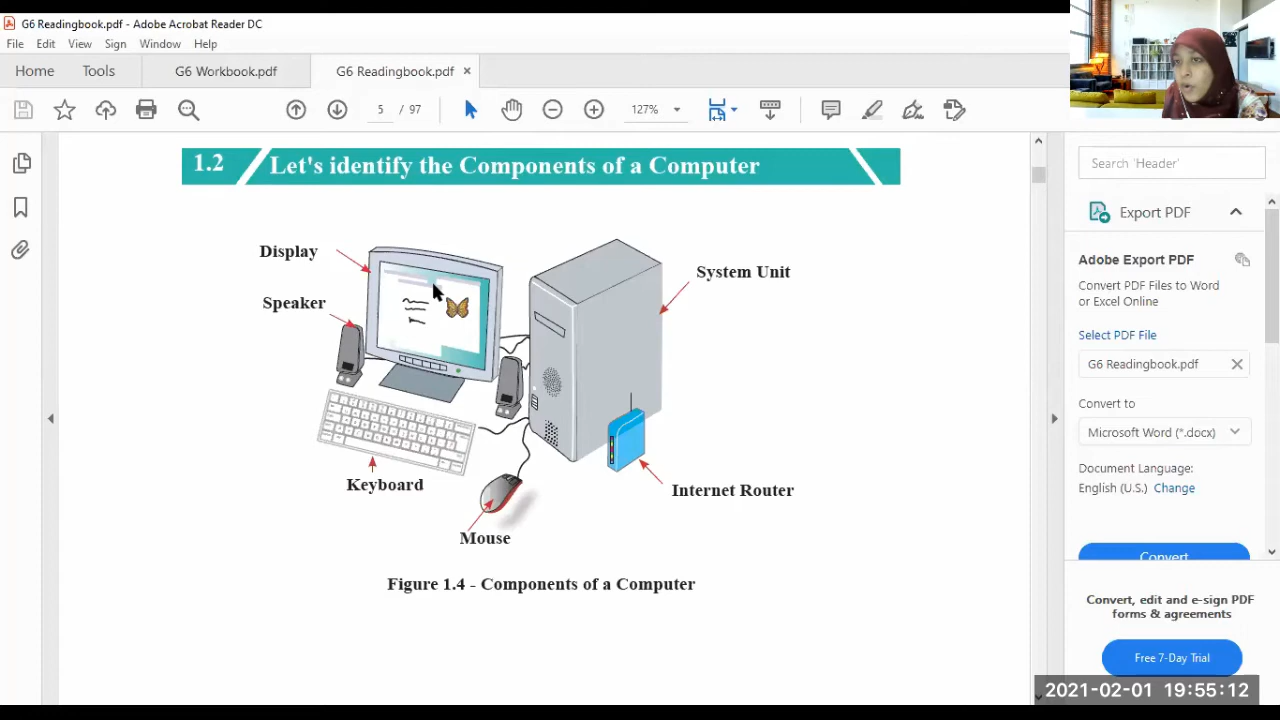 G6 Readingbook.pdf - Adobe Acrobat Reader DC
File Edit View Sign Window Help
Home Tools G6 Workbook.pdf G6 Readingbook.pdf ×
5 / 97 127%
1.2 Let's identify the Components of a Computer
Display
Speaker
System Unit
Keyboard
Internet Router
Mouse
Figure 1.4 - Components of a Computer
Search 'Header'
Export PDF
Adobe Export PDF
Convert PDF Files to Word
or Excel Online
Select PDF File
G6 Readingbook.pdf
Convert to
Microsoft Word (*.docx)
Document Language:
English (U.S.) Change
Convert
Convert, edit and e-sign PDF
forms & agreements
Free 7-Day Trial
2021-02-01 19:55:12